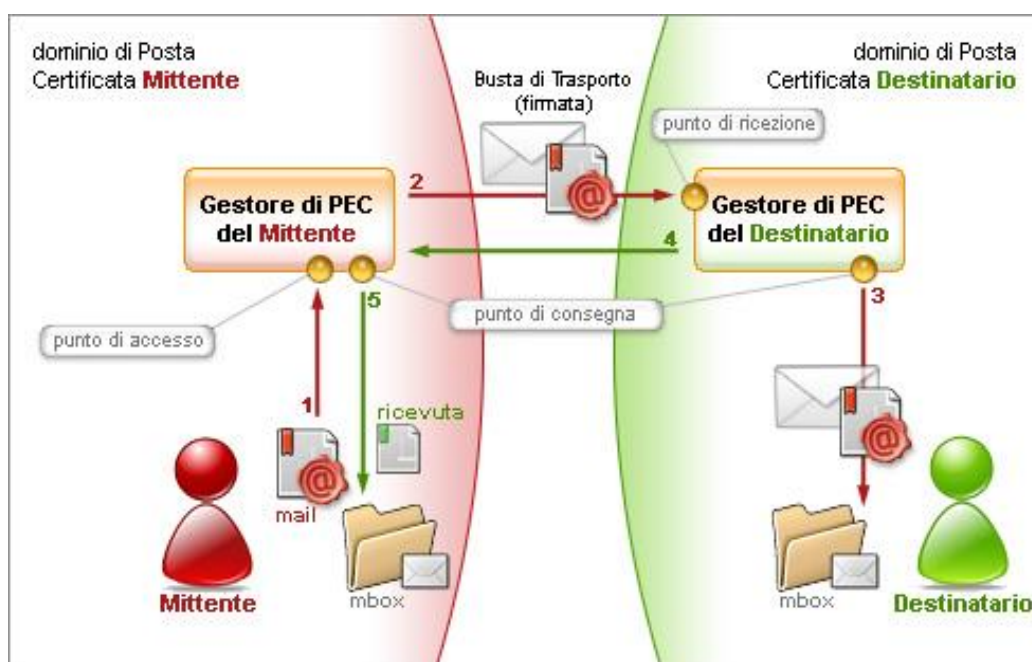 dominio di Posta
Certificata Mittente
dominio di Posta
Certificata Destinatario
Busta di Trasporto
(firmata)
punto di ricezione
2
Gestore di PEC
del Mittente
Gestore di PEC
del Destinatario
4
5
3
punto di consegna
punto di accesso
1
ricevuta
@
@
@
mail
mbox
mbox
Mittente
Destinatario